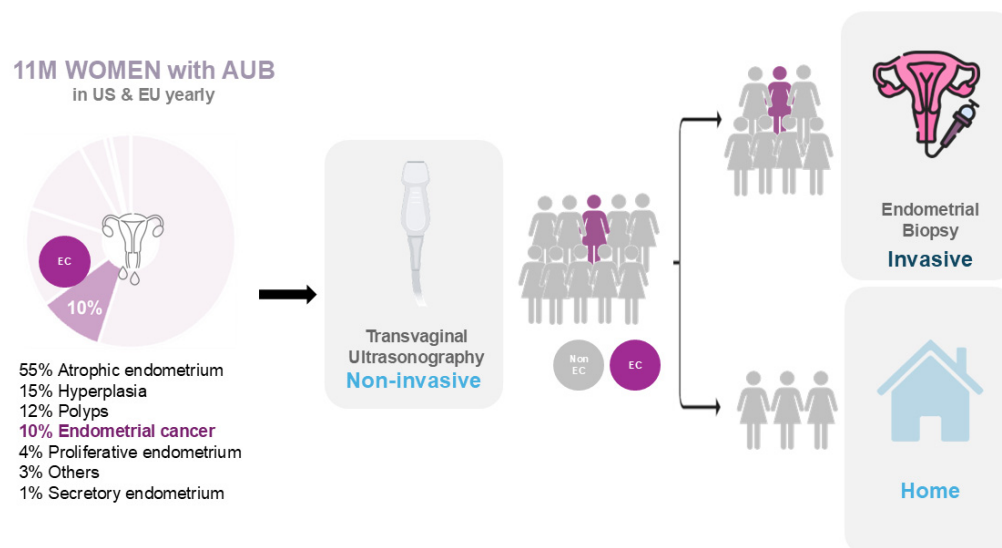 11M WOMEN with AUB
in US & EU yearly
EC
10%
55% Atrophic endometrium
15% Hyperplasia
12% Polyps
10% Endometrial cancer
4% Proliferative endometrium
3% Others
1% Secretory endometrium
Transvaginal
Ultrasonography
Non-invasive
Non
EC
EC
Endometrial
Biopsy
Invasive
Home